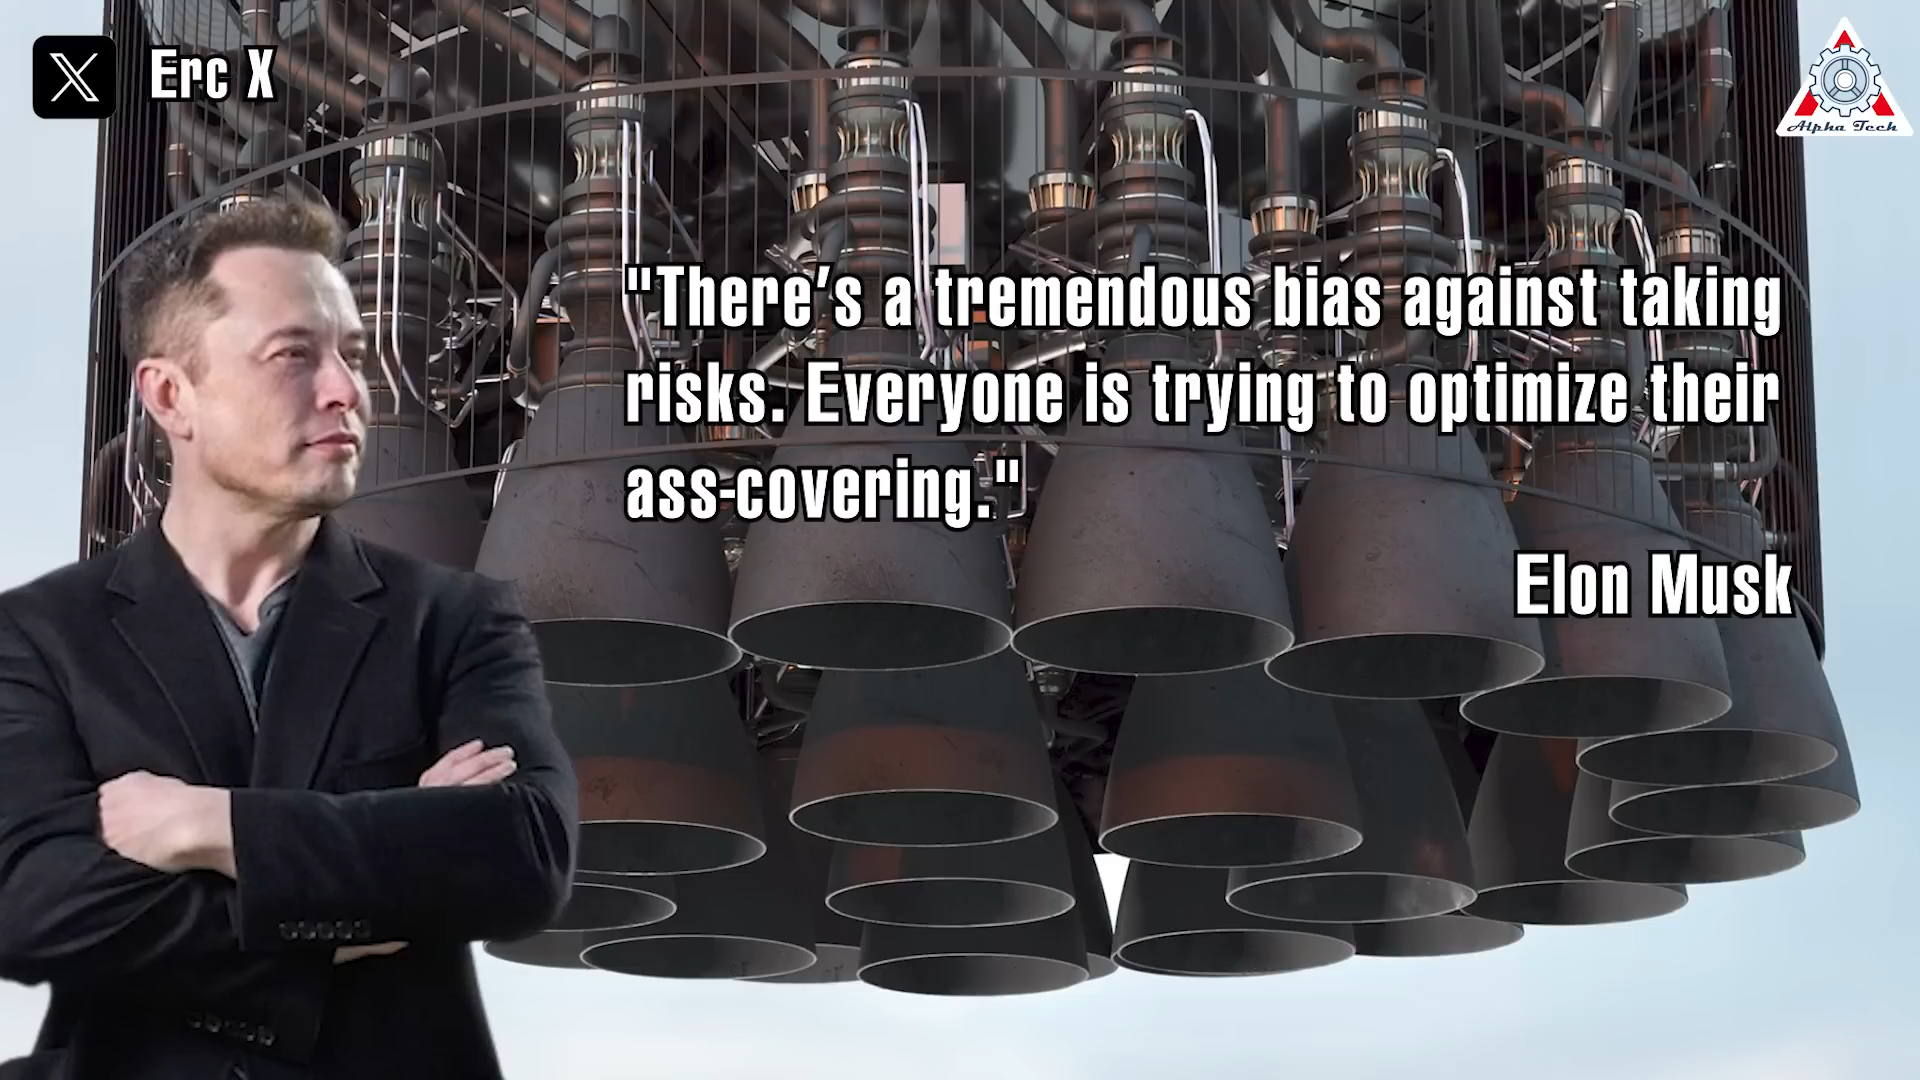 Erc X
Alpha Tech
"There’s a tremendous bias against taking
risks. Everyone is trying to optimize their
ass-covering."
Elon Musk